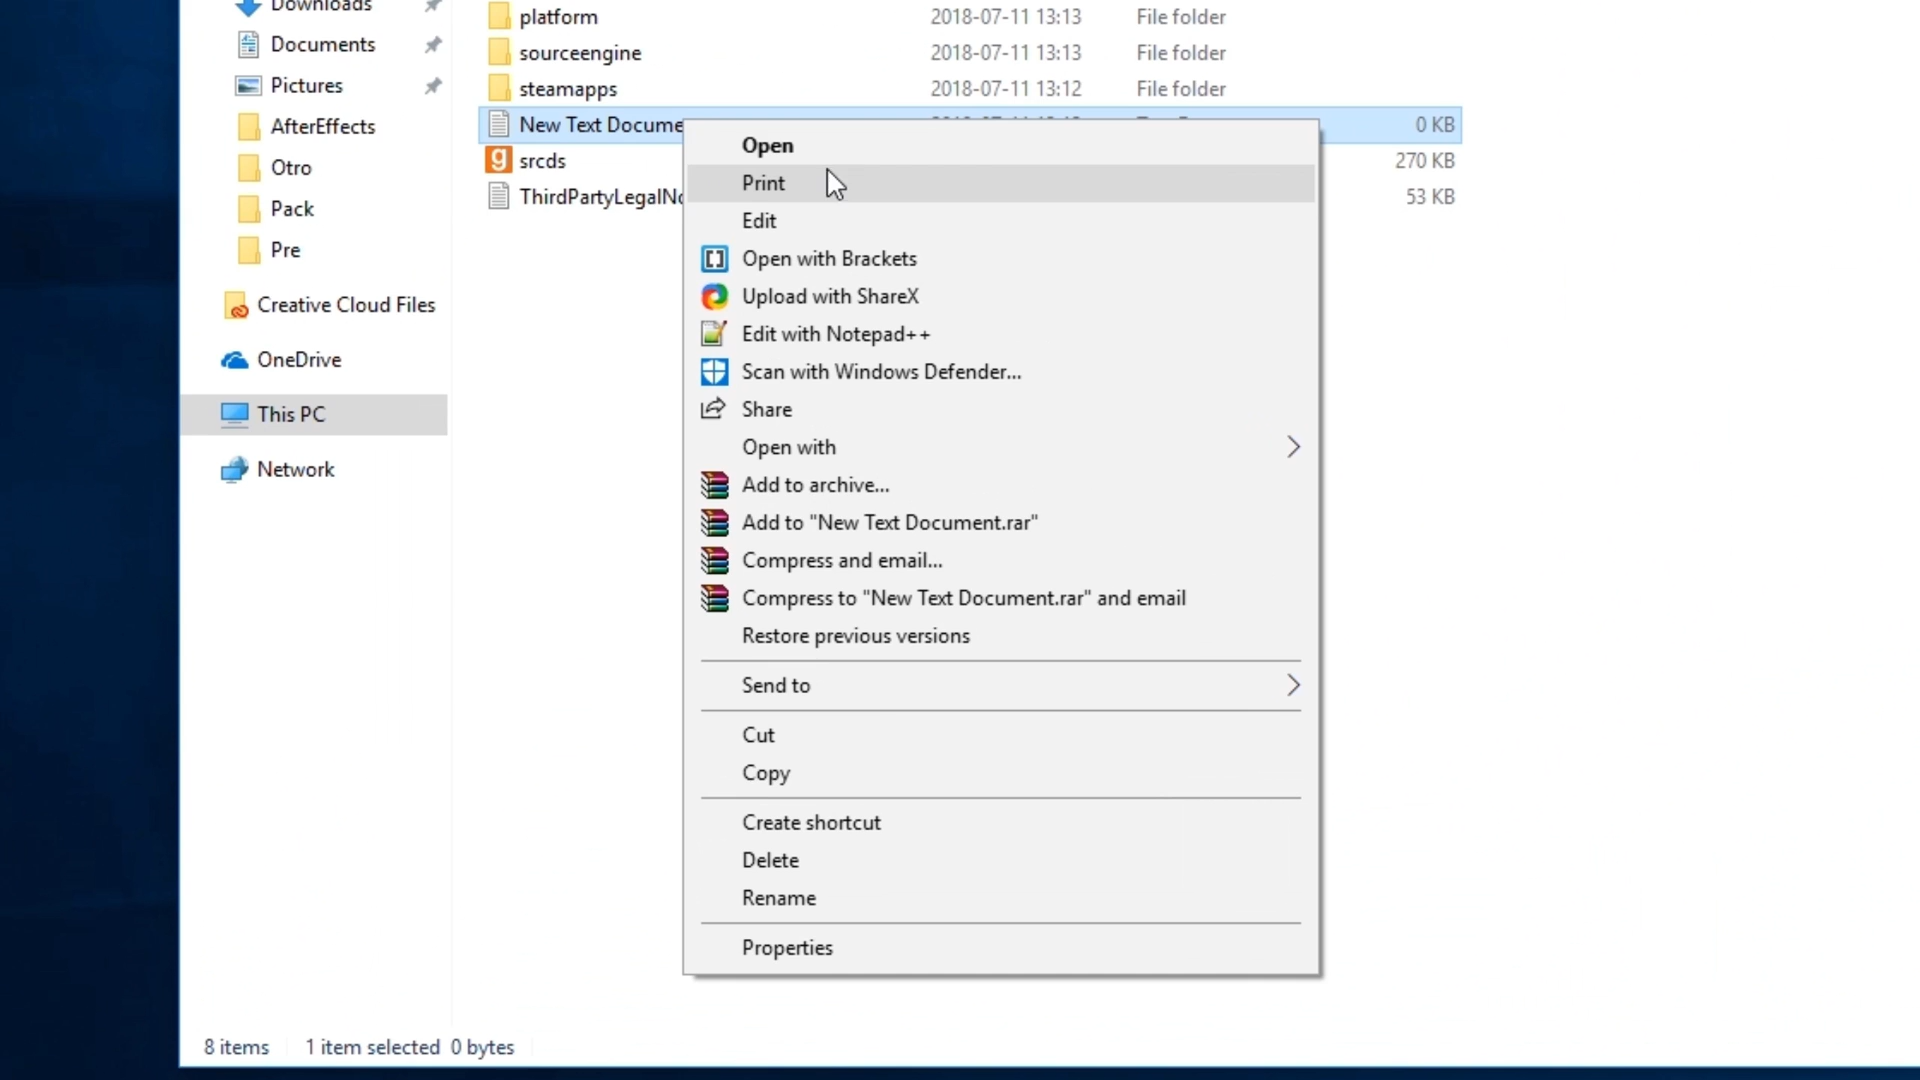 Downloads
Documents
Pictures
AfterEffects
Otro
Pack
Pre
Creative Cloud Files
OneDrive
This PC
Network
platform 2018-07-11 13:13 File folder
sourceengine 2018-07-11 13:13 File folder
steamapps 2018-07-11 13:12 File folder
New Text Docume 0 KB
srcds 270 KB
ThirdPartyLegalNo 53 KB
Open
Print
Edit
Open with Brackets
Upload with ShareX
Edit with Notepad++
Scan with Windows Defender...
Share
Open with
Add to archive...
Add to "New Text Document.rar"
Compress and email...
Compress to "New Text Document.rar" and email
Restore previous versions
Send to
Cut
Copy
Create shortcut
Delete
Rename
Properties
8 items 1 item selected 0 bytes